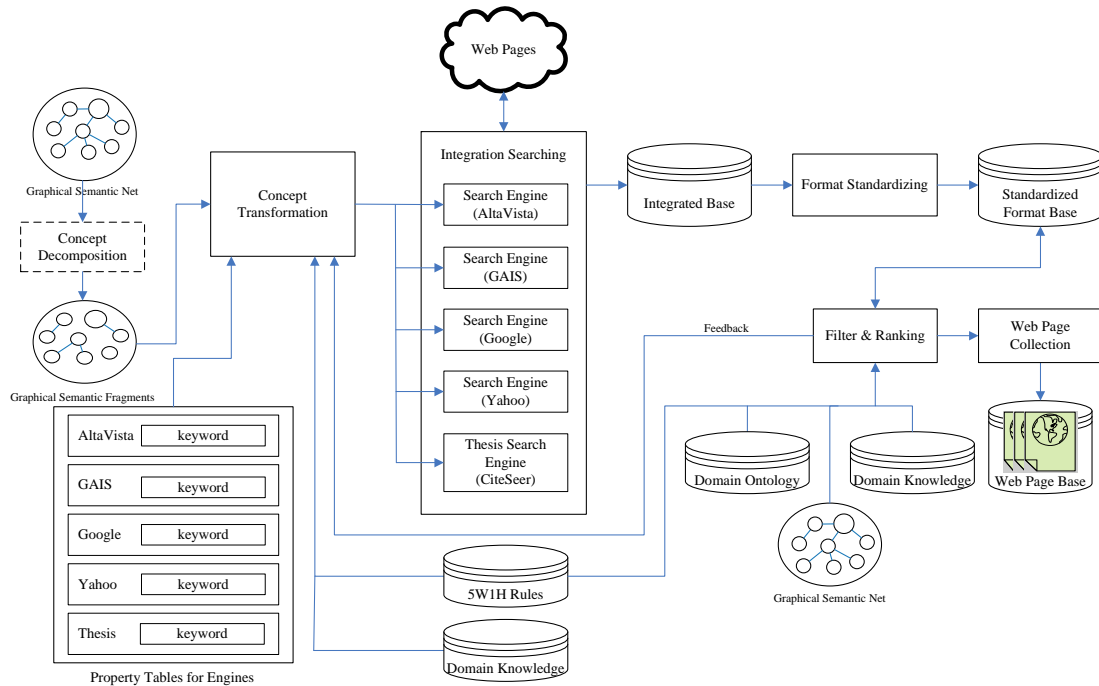 Web Pages
Graphical Semantic Net
Concept
Decomposition
Graphical Semantic Fragments
Concept
Transformation
Integration Searching
Search Engine
(AltaVista)
Search Engine
(GAIS)
Search Engine
(Google)
Search Engine
(Yahoo)
Thesis Search
Engine
(CiteSeer)
Integrated Base
Format Standardizing
Standardized
Format Base
Feedback
Filter & Ranking
Web Page
Collection
Domain Ontology
Domain Knowledge
Web Page Base
Graphical Semantic Net
5W1H Rules
Domain Knowledge
AltaVista keyword
GAIS keyword
Google keyword
Yahoo keyword
Thesis keyword
Property Tables for Engines